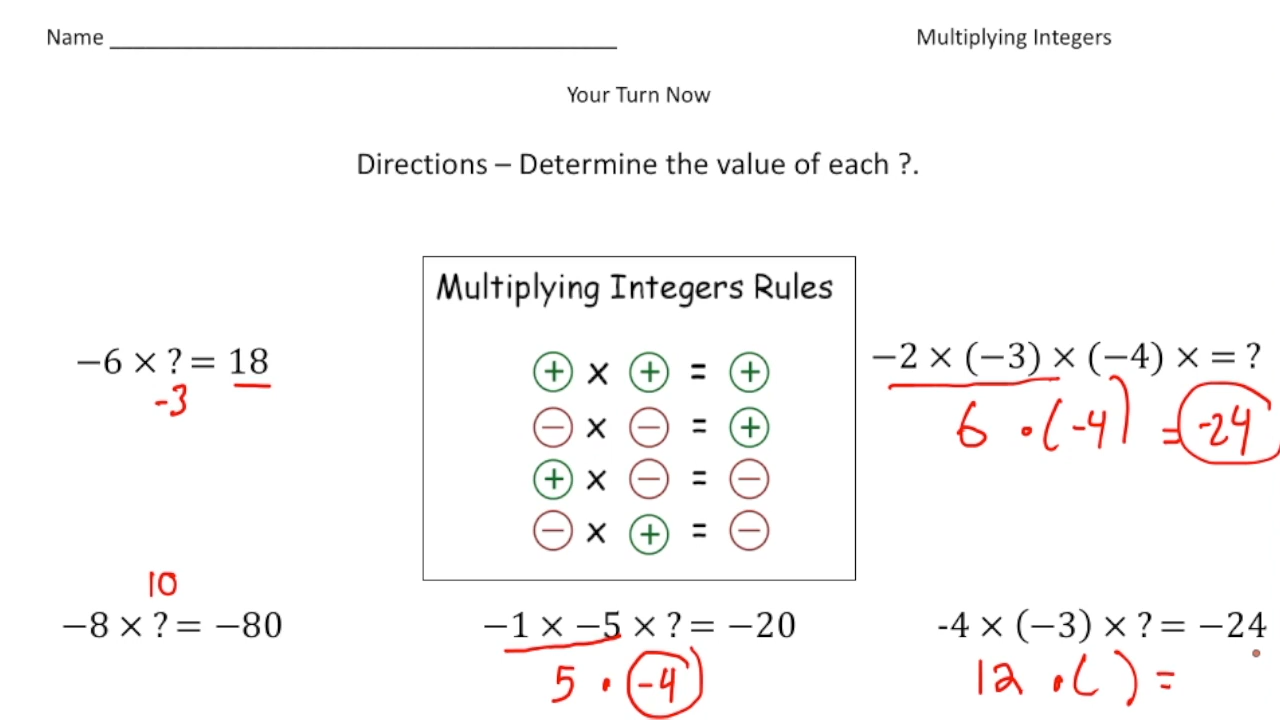 Name ____________________ Multiplying Integers
Your Turn Now
Directions – Determine the value of each ?.
Multiplying Integers Rules
+ × + = +
− × − = +
+ × − = −
− × + = −
−6 × ? = 18
-3
−2 × (−3) × (−4) × = ?
6 · (-4) = -24
10
−8 × ? = −80
−1 × −5 × ? = −20
5 · (-4)
-4 × (−3) × ? = −24
12 · ( ) =